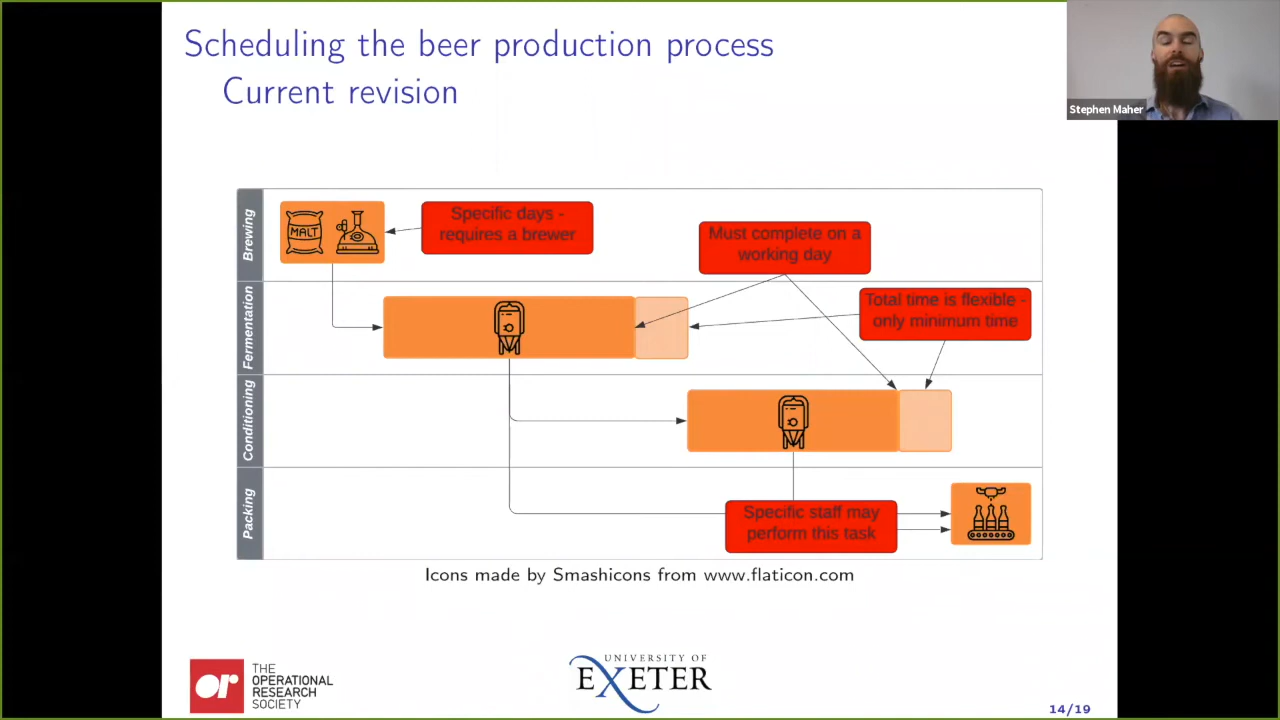 Scheduling the beer production process
Current revision
Stephen Maher
Brewing
MALT
Specific days -
requires a brewer
Must complete on a
working day
Fermentation
Total time is flexible -
only minimum time
Conditioning
Packing
Specific staff may
perform this task
Icons made by Smashicons from www.flaticon.com
or
THE
OPERATIONAL
RESEARCH
SOCIETY
UNIVERSITY OF
EXETER
14/19